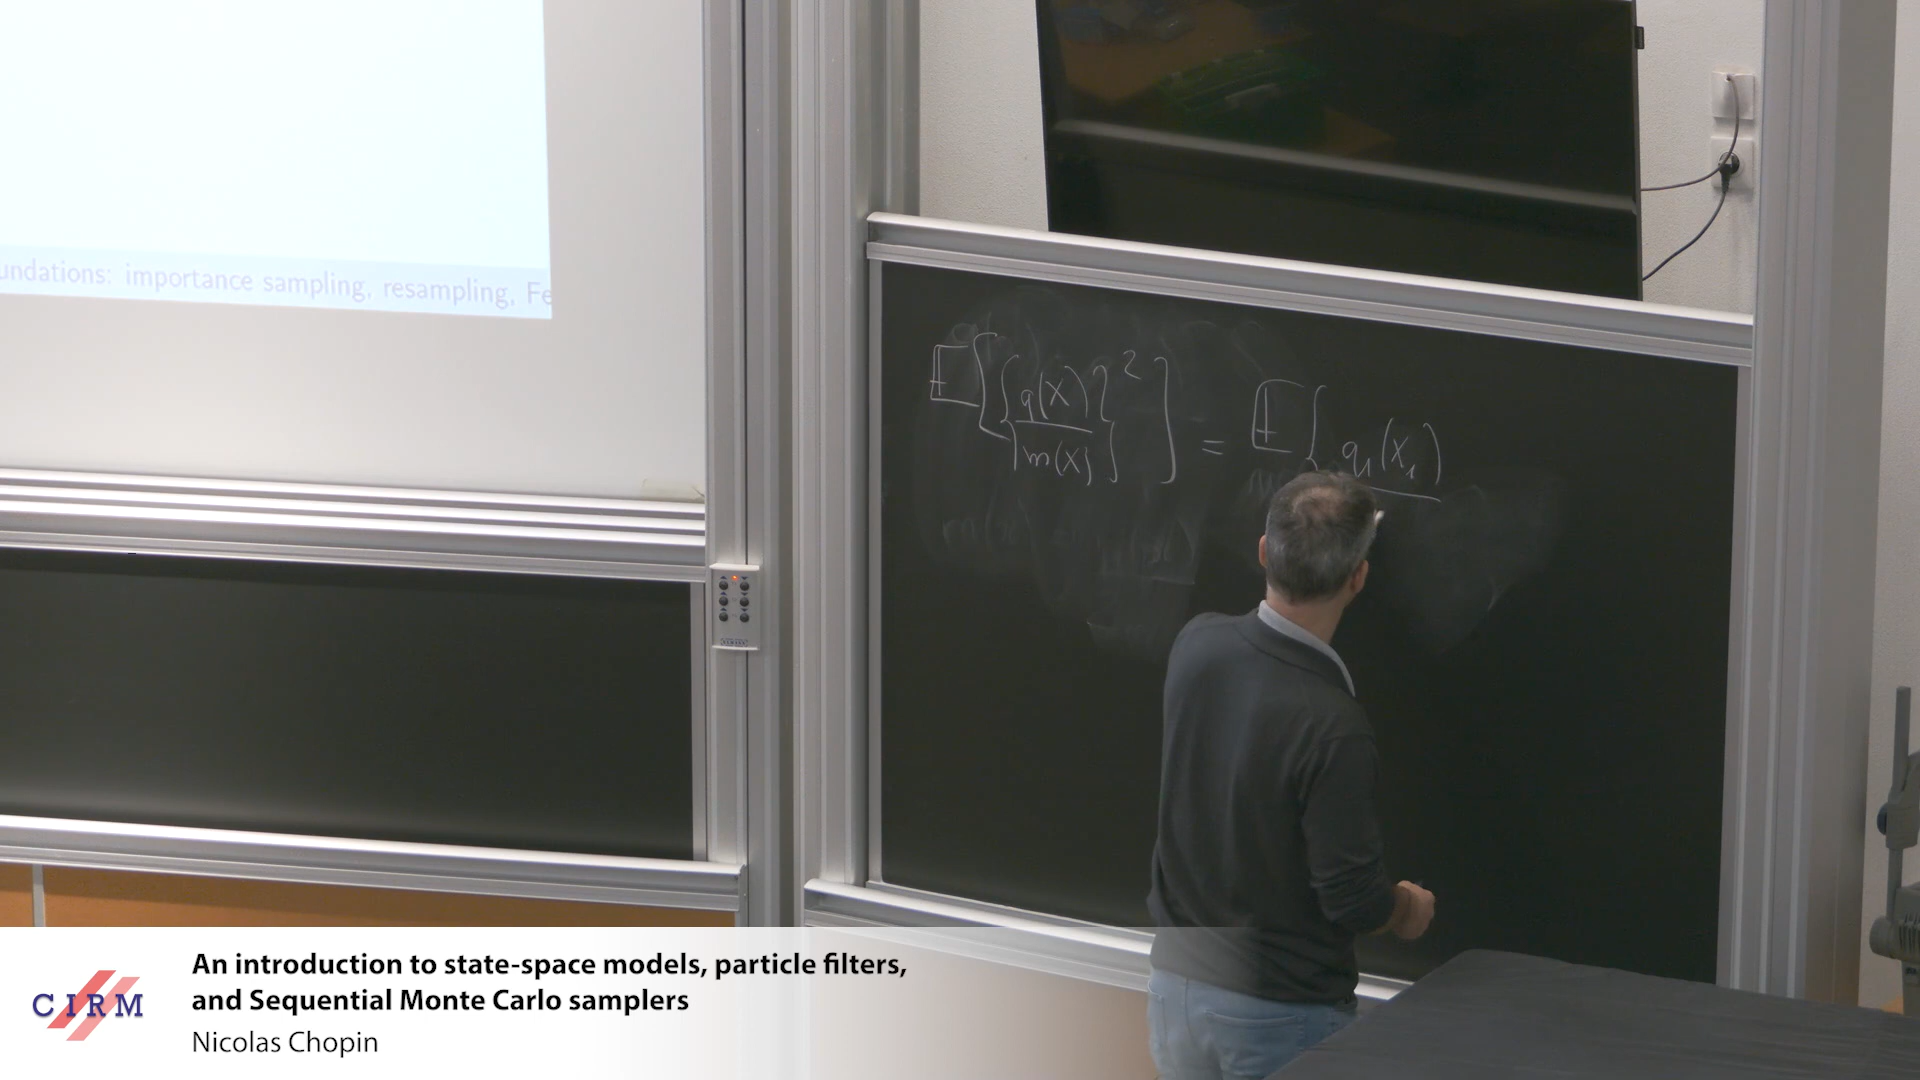 undations: importance sampling, resampling, Fe
𝔼[{q(X)/m(X)}²] = 𝔼{q₁(X₁)
CIRM
An introduction to state-space models, particle filters,
and Sequential Monte Carlo samplers
Nicolas Chopin